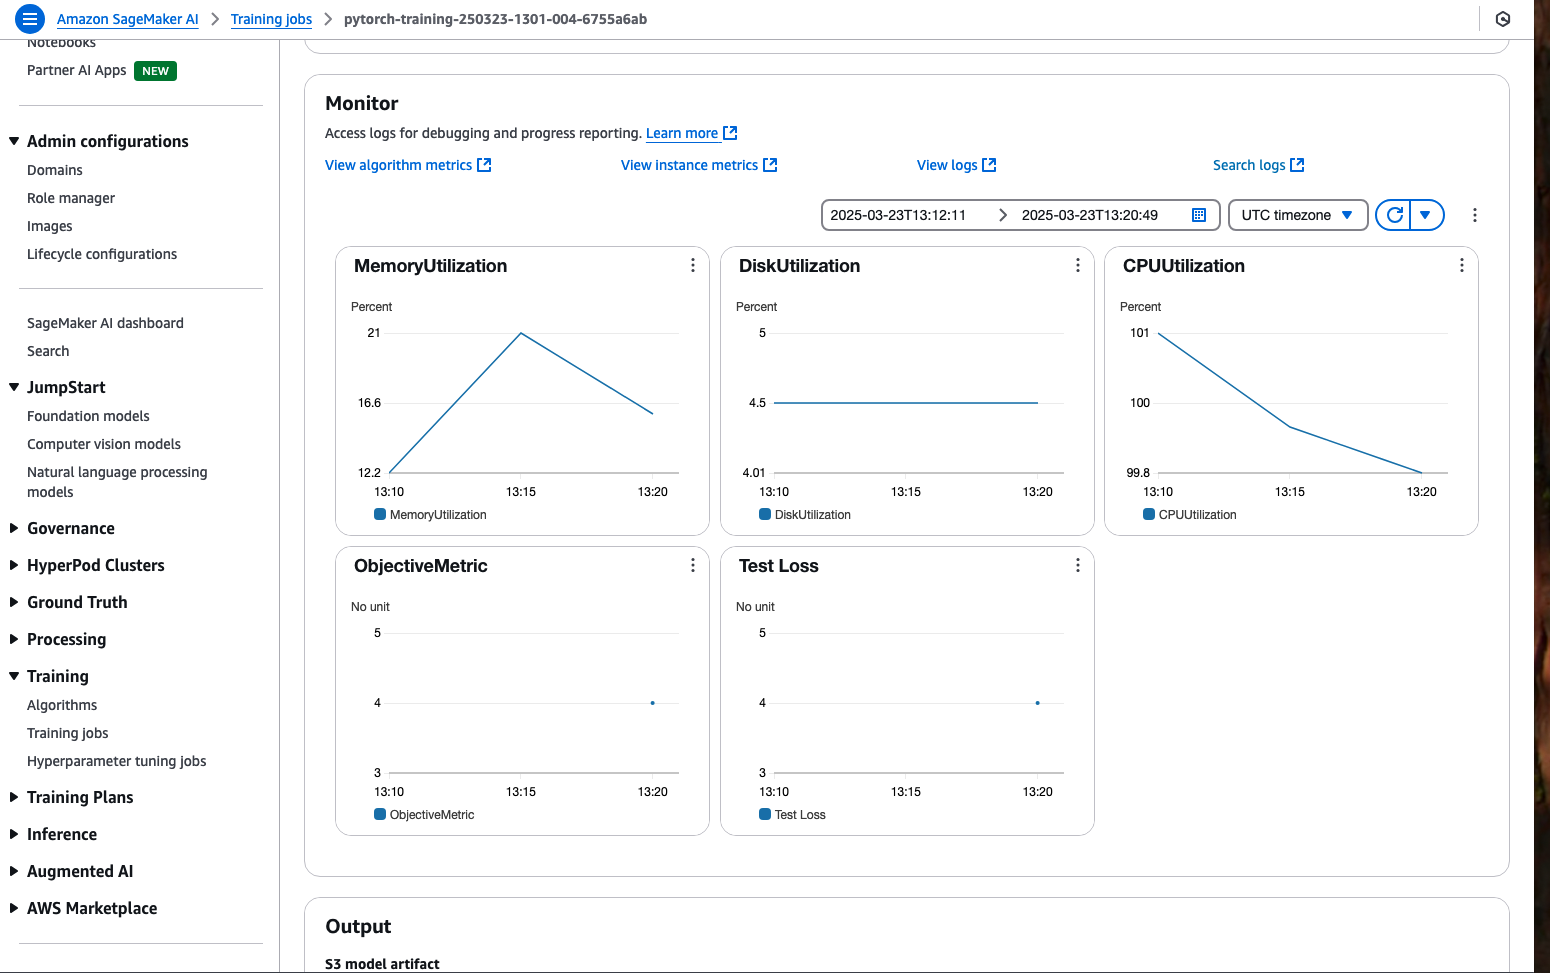 Amazon SageMaker AI > Training jobs > pytorch-training-250323-1301-004-6755a6ab
Notebooks
Partner AI Apps NEW
Admin configurations
Domains
Role manager
Images
Lifecycle configurations
SageMaker AI dashboard
Search
JumpStart
Foundation models
Computer vision models
Natural language processing
models
Governance
HyperPod Clusters
Ground Truth
Processing
Training
Algorithms
Training jobs
Hyperparameter tuning jobs
Training Plans
Inference
Augmented AI
AWS Marketplace
Monitor
Access logs for debugging and progress reporting. Learn more
View algorithm metrics View instance metrics View logs Search logs
2025-03-23T13:12:11 > 2025-03-23T13:20:49 UTC timezone
MemoryUtilization
Percent
21
16.6
12.2
13:10 13:15 13:20
MemoryUtilization
DiskUtilization
Percent
5
4.5
4.01
13:10 13:15 13:20
DiskUtilization
CPUUtilization
Percent
101
100
99.8
13:10 13:15 13:20
CPUUtilization
ObjectiveMetric
No unit
5
4
3
13:10 13:15 13:20
ObjectiveMetric
Test Loss
No unit
5
4
3
13:10 13:15 13:20
Test Loss
Output
S3 model artifact